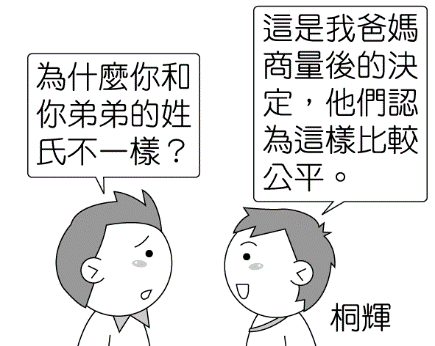 為什麼你和
你弟弟的姓
氏不一樣？
這是我爸媽
商量後的決
定，他們認
為這樣比較
公平。
桐輝